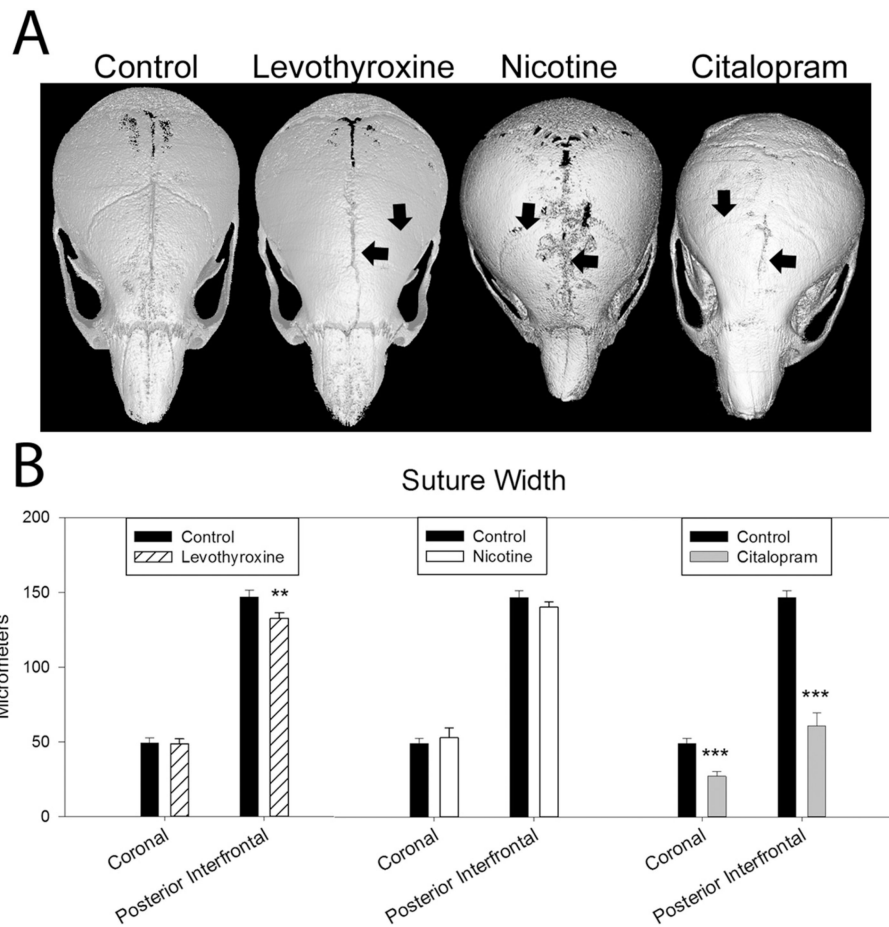 A
Control Levothyroxine Nicotine Citalopram
B
Suture Width
200
150
100
50
0
Micrometers
Control
Levothyroxine
Control
Nicotine
Control
Citalopram
**
***
***
Coronal
Posterior Interfrontal
Coronal
Posterior Interfrontal
Coronal
Posterior Interfrontal